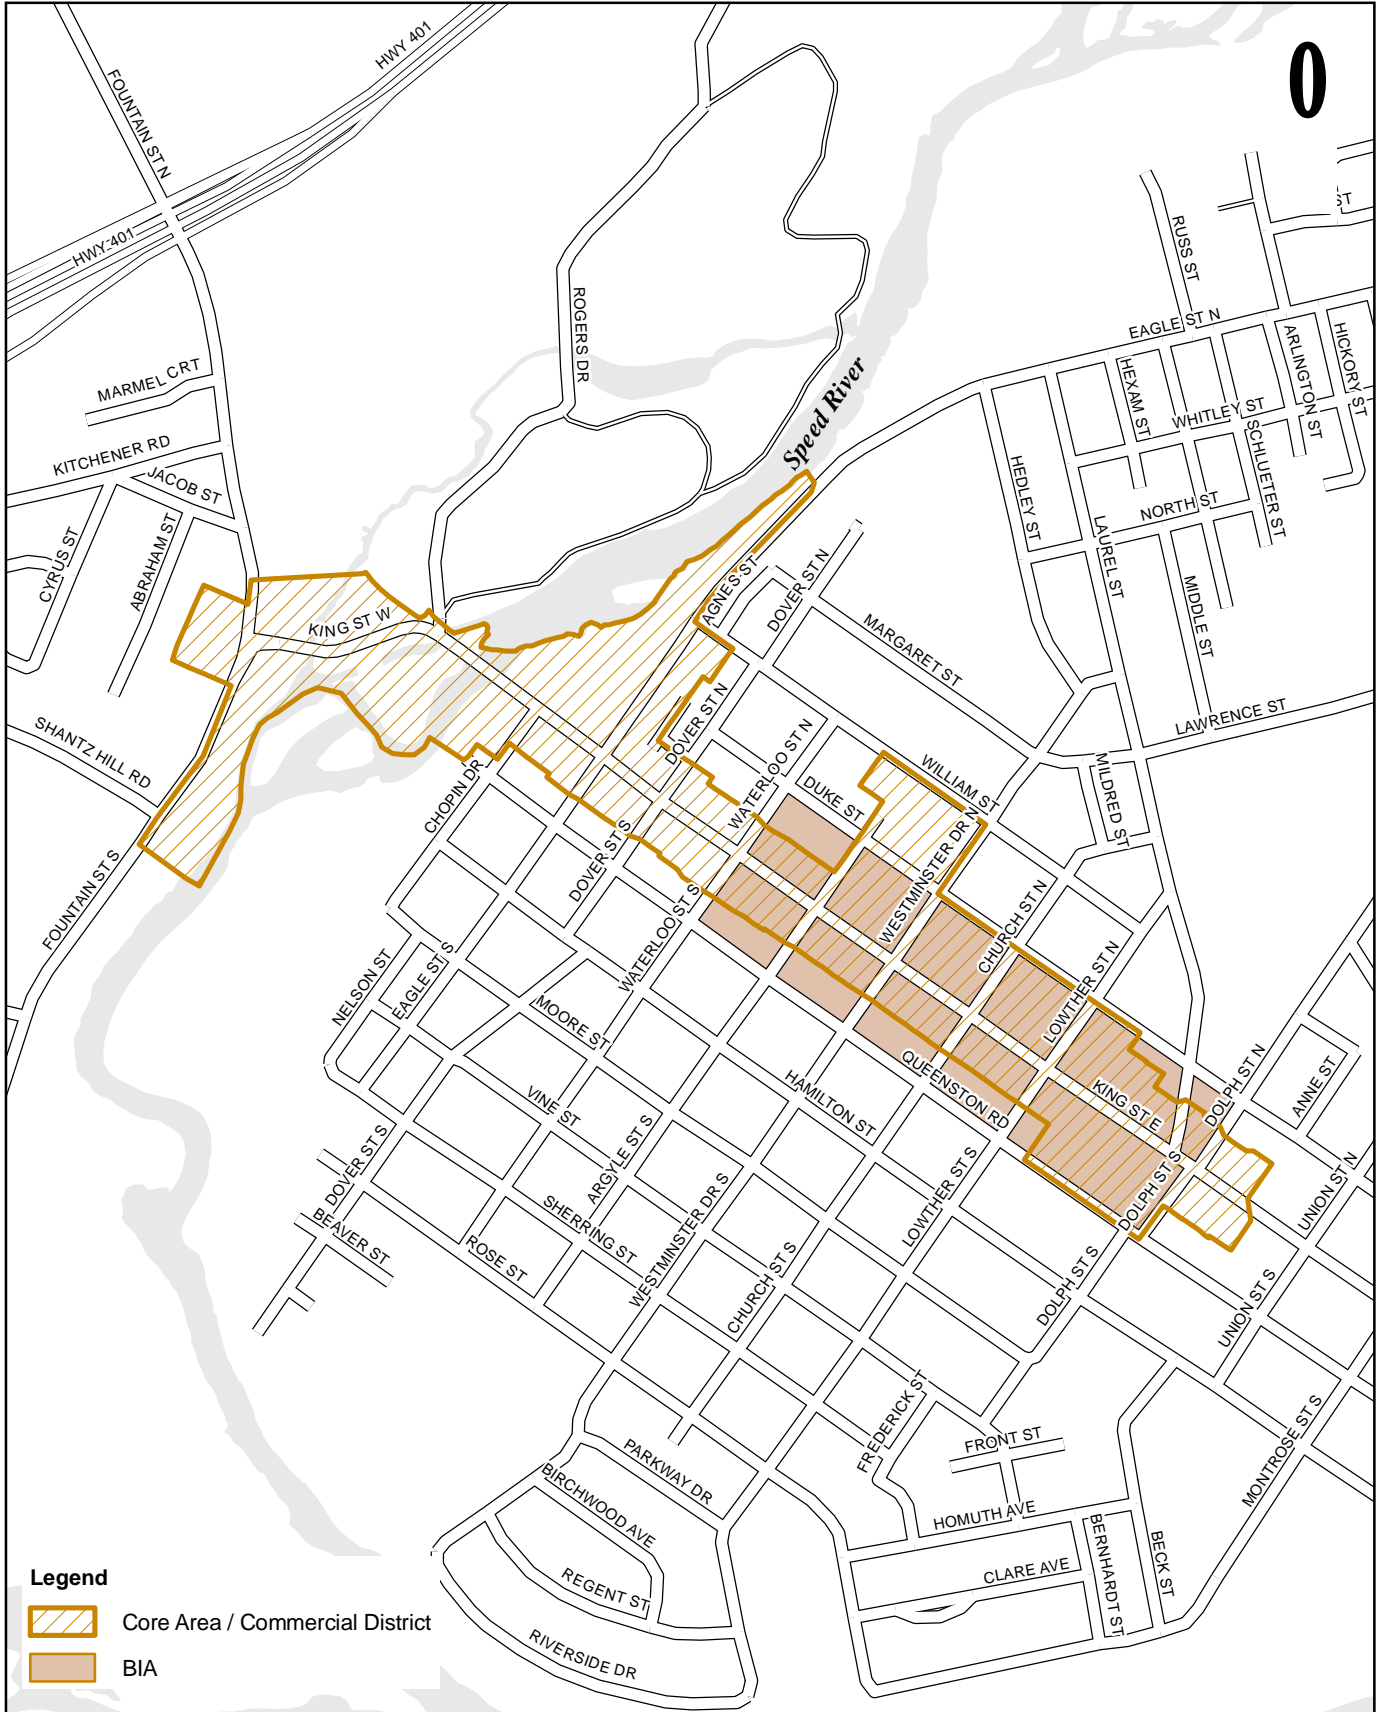 HWY 401
0
FOUNTAIN ST N
HWY 401
RUSS ST
ST
ROGERS DR
EAGLE ST N
MARMEL CRT
HEXAM ST
ARLINGTON ST
HICKORY ST
Speed River
WHITLEY ST
KITCHENER RD
JACOB ST
HEDLEY ST
SCHLUETER ST
NORTH ST
CYRUS ST
ABRAHAM ST
LAUREL ST
AGNES ST
DOVER ST N
MIDDLE ST
KING ST W
MARGARET ST
DOVER ST N
LAWRENCE ST
SHANTZ HILL RD
WATERLOO ST N
WILLIAM ST
CHOPIN DR
DUKE ST
MILDRED ST
DOVER ST S
WESTMINSTER DR N
FOUNTAIN ST S
WATERLOO ST S
CHURCH ST N
NELSON ST
EAGLE ST S
LOWTHER ST N
MOORE ST
QUEENSTON RD
KING ST E
DOLPH ST N
ANNE ST
VINE ST
HAMILTON ST
DOVER ST S
ARGYLE ST S
LOWTHER ST S
DOLPH ST S
UNION ST N
BEAVER ST
SHERRING ST
WESTMINSTER DR S
ROSE ST
CHURCH ST S
DOLPH ST S
UNION ST S
FREDERICK ST
FRONT ST
MONTROSE ST S
PARKWAY DR
BIRCHWOOD AVE
HOMUTH AVE
BERNHARDT ST
BECK ST
CLARE AVE
REGENT ST
RIVERSIDE DR
Legend
Core Area / Commercial District
BIA